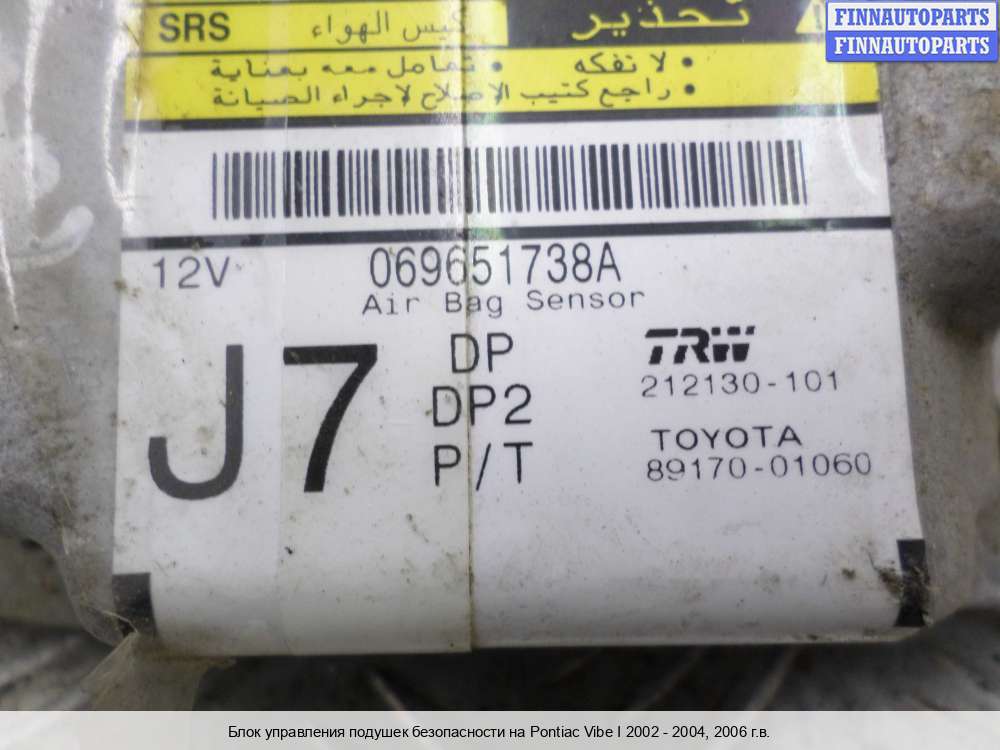 FINNAUTOPARTS
FINNAUTOPARTS
تحذير
SRS كيس الهواء
• لا تفكه • تعامل معه بعناية
• راجع كتيب الإصلاح لاجراء الصيانة
12V 069651738A
Air Bag Sensor
J7
DP
DP2
P/T
TRW
212130-101
TOYOTA
89170-01060
Блок управления подушек безопасности на Pontiac Vibe I 2002 - 2004, 2006 г.в.